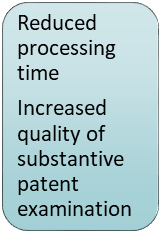 Reduced
processing
time
Increased
quality of
substantive
patent
examination